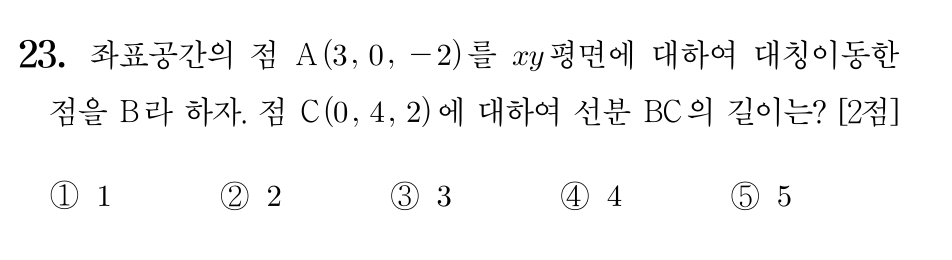 23. 좌표공간의 점 A(3, 0, −2)를 xy평면에 대하여 대칭이동한
점을 B라 하자. 점 C(0, 4, 2)에 대하여 선분 BC의 길이는? [2점]
① 1 ② 2 ③ 3 ④ 4 ⑤ 5